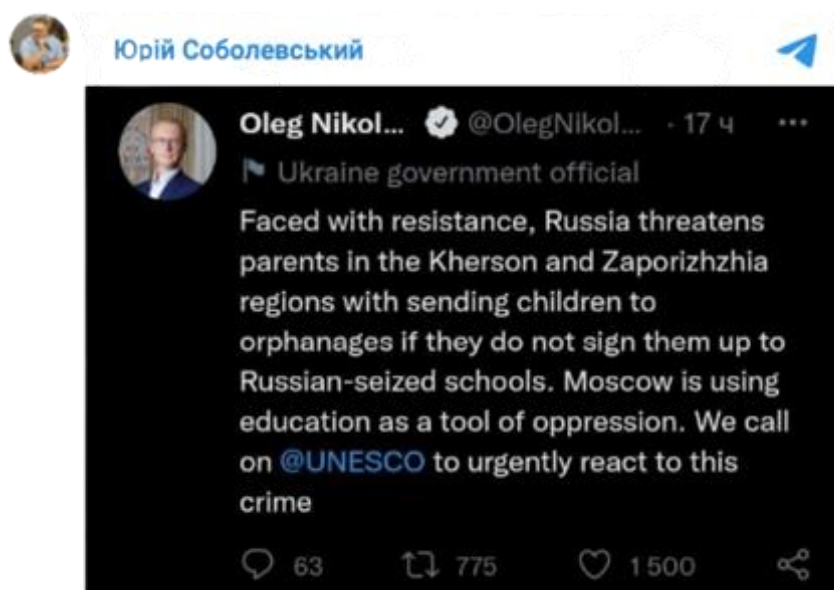 Юрій Соболевський
Oleg Nikol... @OlegNikol... · 17 ч
Ukraine government official
Faced with resistance, Russia threatens
parents in the Kherson and Zaporizhzhia
regions with sending children to
orphanages if they do not sign them up to
Russian-seized schools. Moscow is using
education as a tool of oppression. We call
on @UNESCO to urgently react to this
crime
63 775 1 500